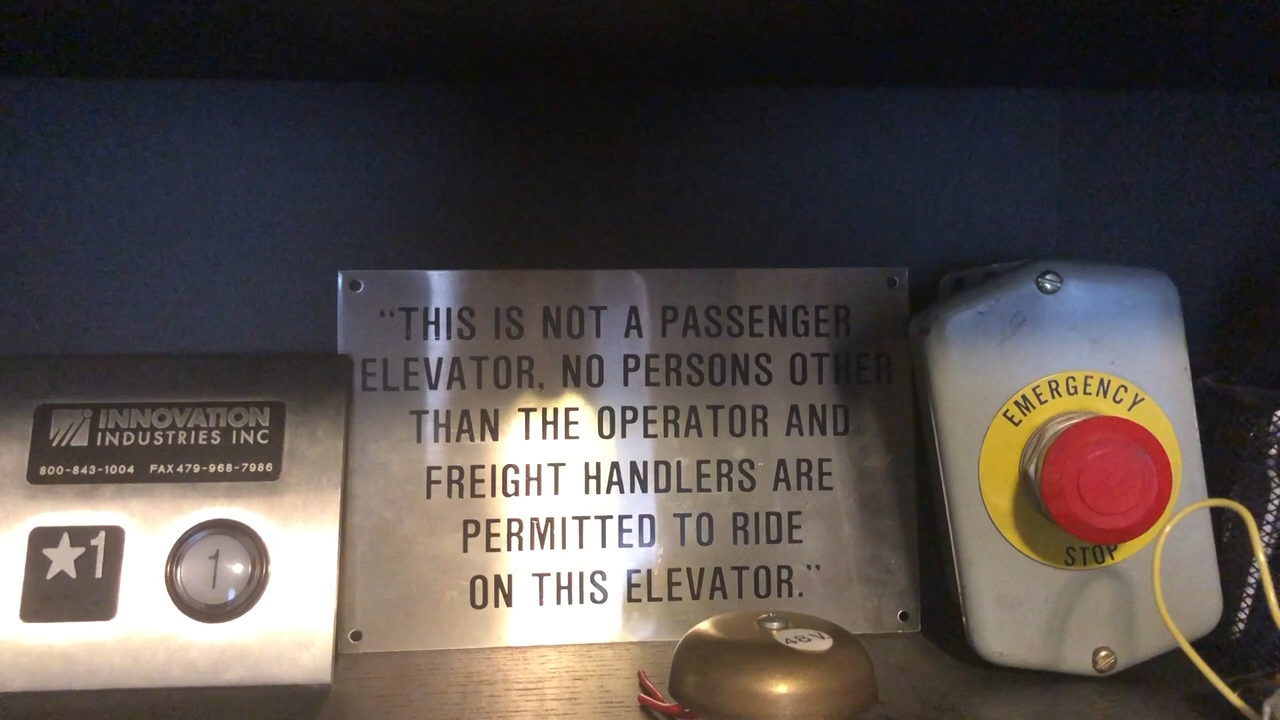 “THIS IS NOT A PASSENGER
ELEVATOR, NO PERSONS OTHER
THAN THE OPERATOR AND
FREIGHT HANDLERS ARE
PERMITTED TO RIDE
ON THIS ELEVATOR.”
INNOVATION
INDUSTRIES INC
800-843-1004 FAX 479-968-7986
★1
1
EMERGENCY
STOP
48V